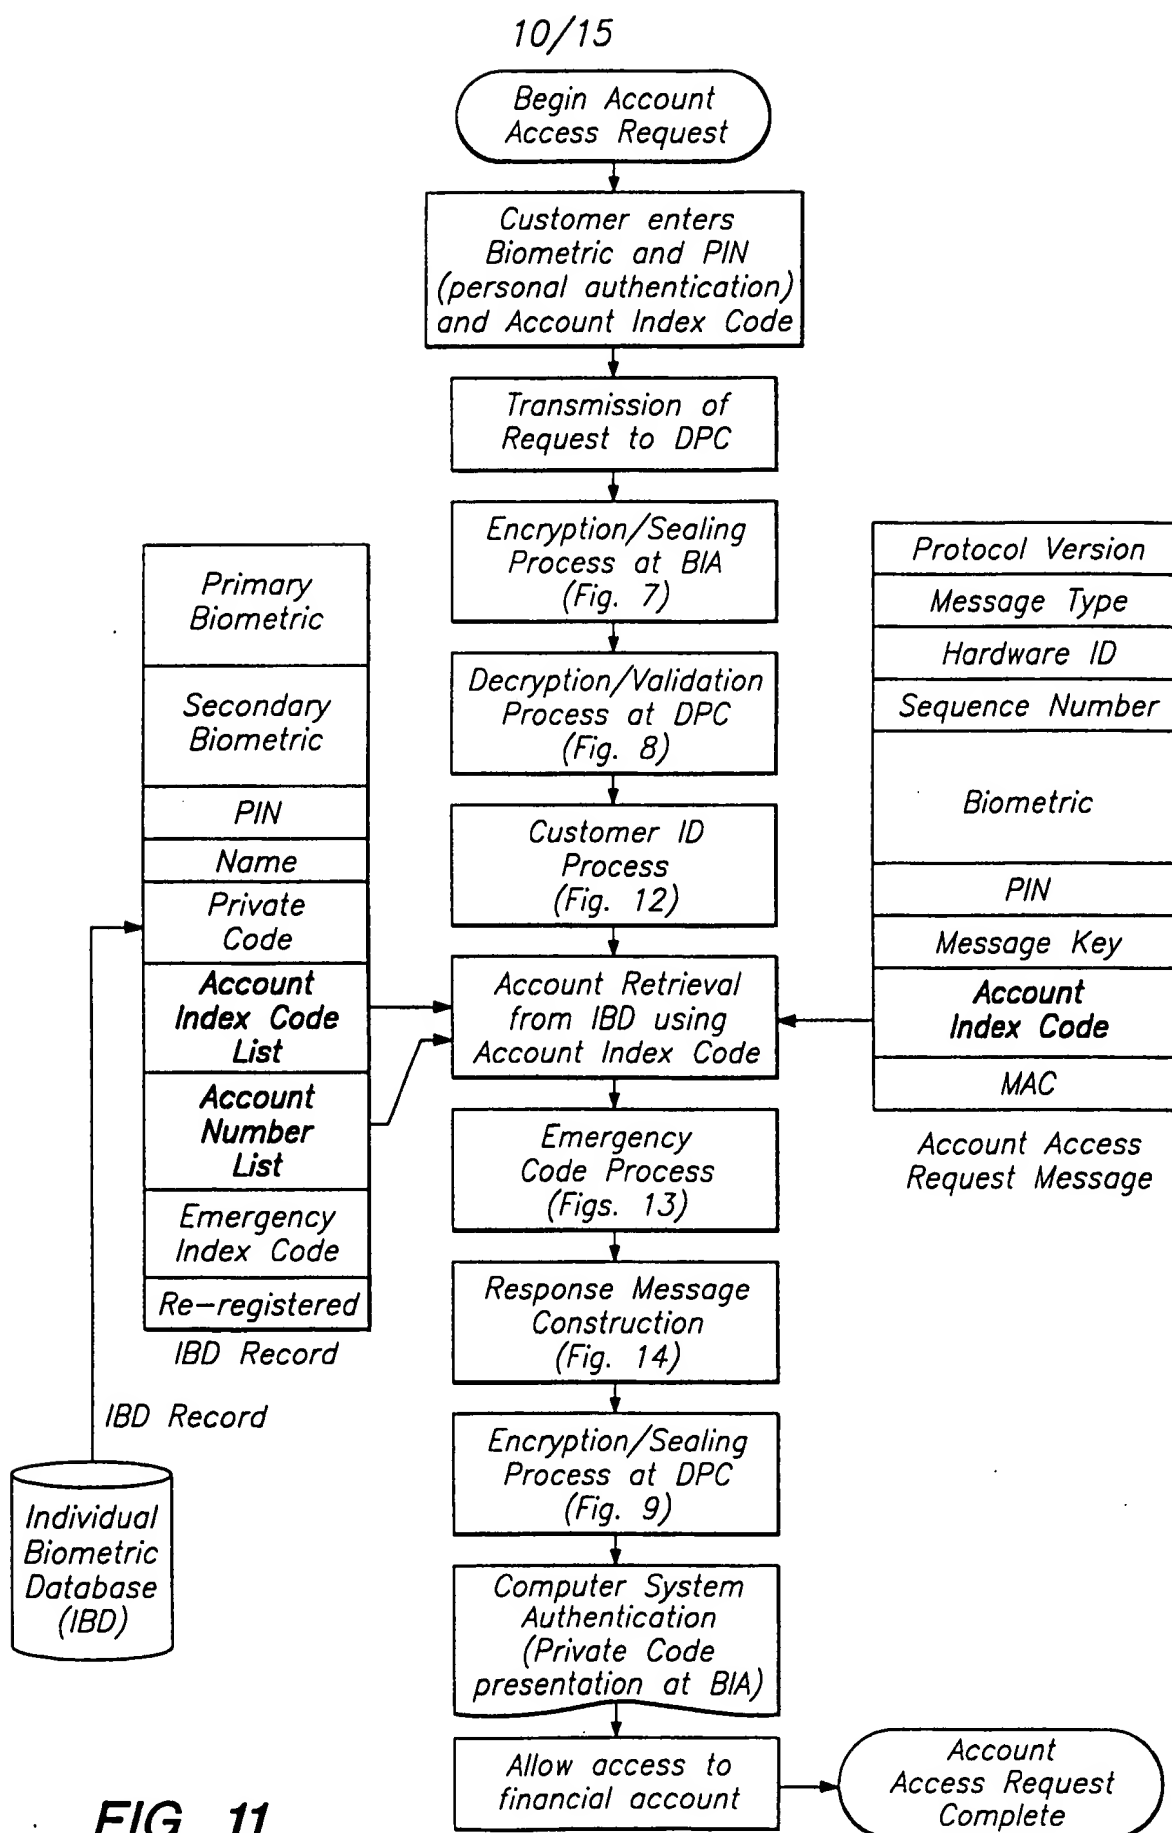 10/15
Begin Account
Access Request
Customer enters
Biometric and PIN
(personal authentication)
and Account Index Code
Transmission of
Request to DPC
Encryption/Sealing
Process at BIA
(Fig. 7)
Decryption/Validation
Process at DPC
(Fig. 8)
Customer ID
Process
(Fig. 12)
Account Retrieval
from IBD using
Account Index Code
Emergency
Code Process
(Figs. 13)
Response Message
Construction
(Fig. 14)
Encryption/Sealing
Process at DPC
(Fig. 9)
Computer System
Authentication
(Private Code
presentation at BIA)
Allow access to
financial account
Account
Access Request
Complete
Primary
Biometric
Secondary
Biometric
PIN
Name
Private
Code
Account
Index Code
List
Account
Number
List
Emergency
Index Code
Re-registered
IBD Record
IBD Record
Individual
Biometric
Database
(IBD)
Protocol Version
Message Type
Hardware ID
Sequence Number
Biometric
PIN
Message Key
Account
Index Code
MAC
Account Access
Request Message
FIG. 11